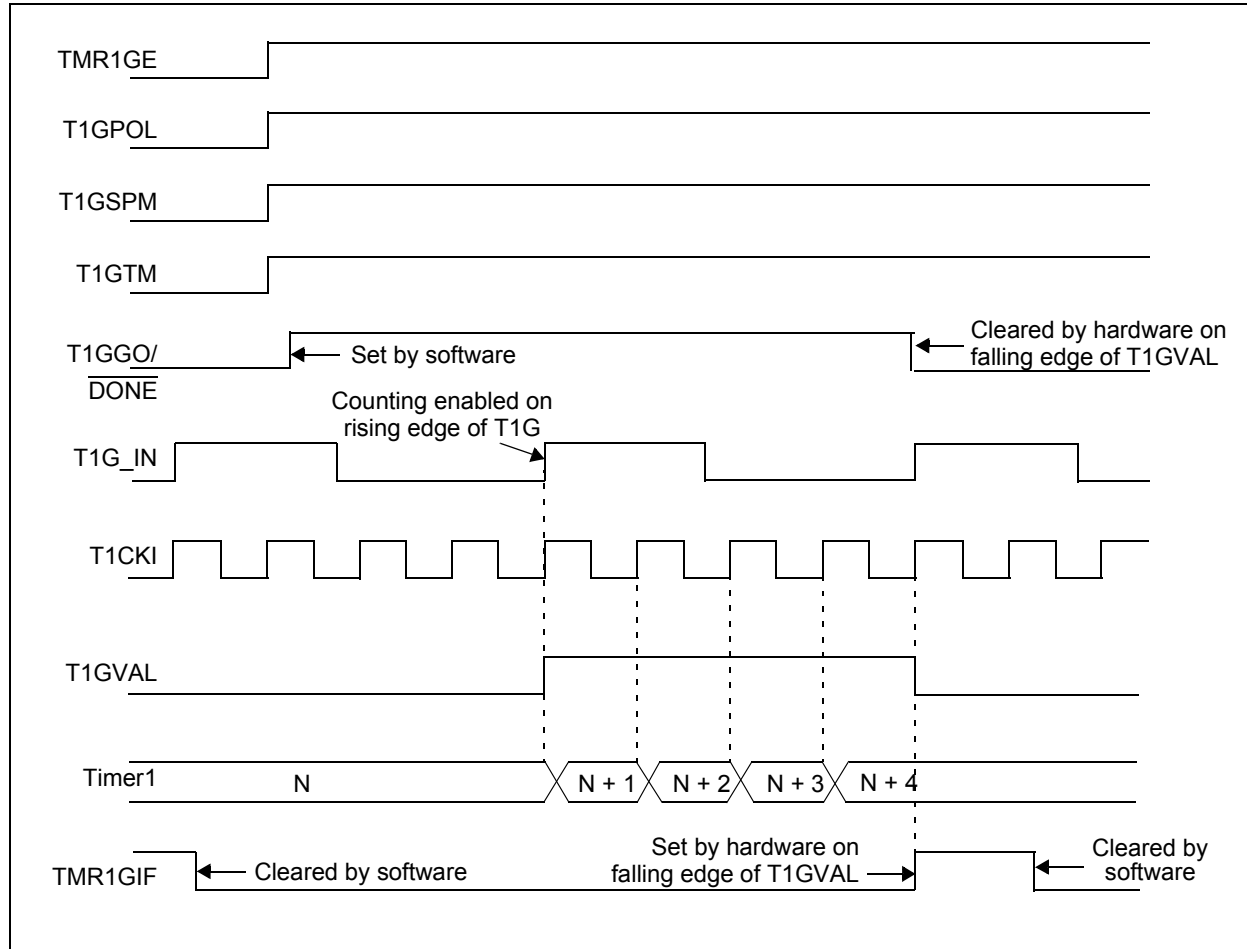 TMR1GE
T1GPOL
T1GSPM
T1GTM
T1GGO/
DONE
Set by software
Cleared by hardware on
falling edge of T1GVAL
Counting enabled on
rising edge of T1G
T1G_IN
T1CKI
T1GVAL
Timer1
N
N + 1
N + 2
N + 3
N + 4
TMR1GIF
Cleared by software
Set by hardware on
falling edge of T1GVAL
Cleared by
software